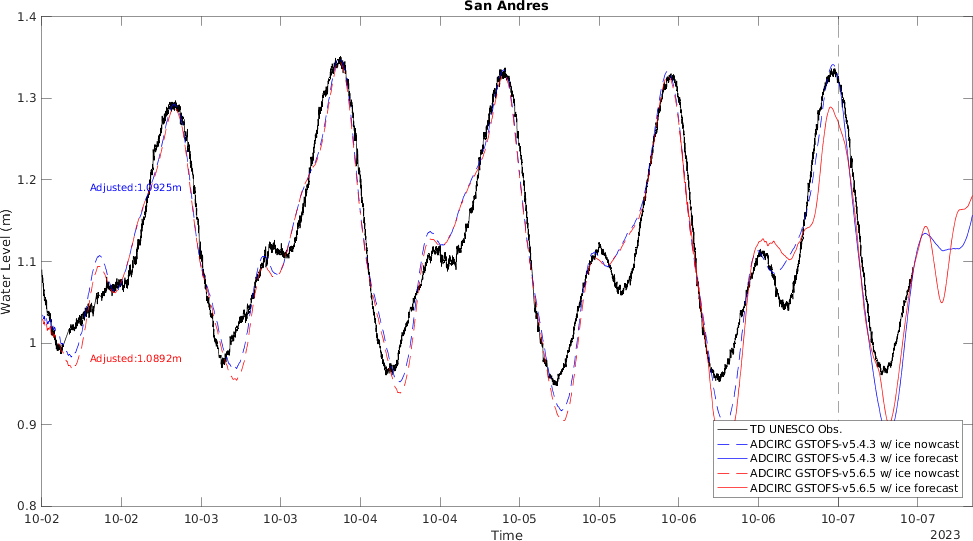 San Andres
Water Level (m)
1.4
1.3
1.2
1.1
1
0.9
0.8
Adjusted:1.0925m
Adjusted:1.0892m
TD UNESCO Obs.
ADCIRC GSTOFS-v5.4.3 w/ ice nowcast
ADCIRC GSTOFS-v5.4.3 w/ ice forecast
ADCIRC GSTOFS-v5.6.5 w/ ice nowcast
ADCIRC GSTOFS-v5.6.5 w/ ice forecast
10-02 10-02 10-03 10-03 10-04 10-04 10-05 10-05 10-06 10-06 10-07 10-07
Time
2023